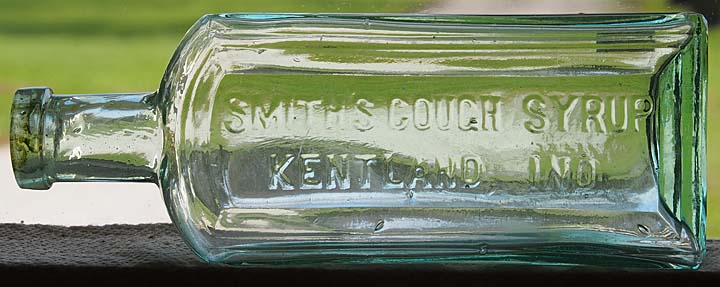 SMITH'S COUGH SYRUP
KENTLAND, IND.